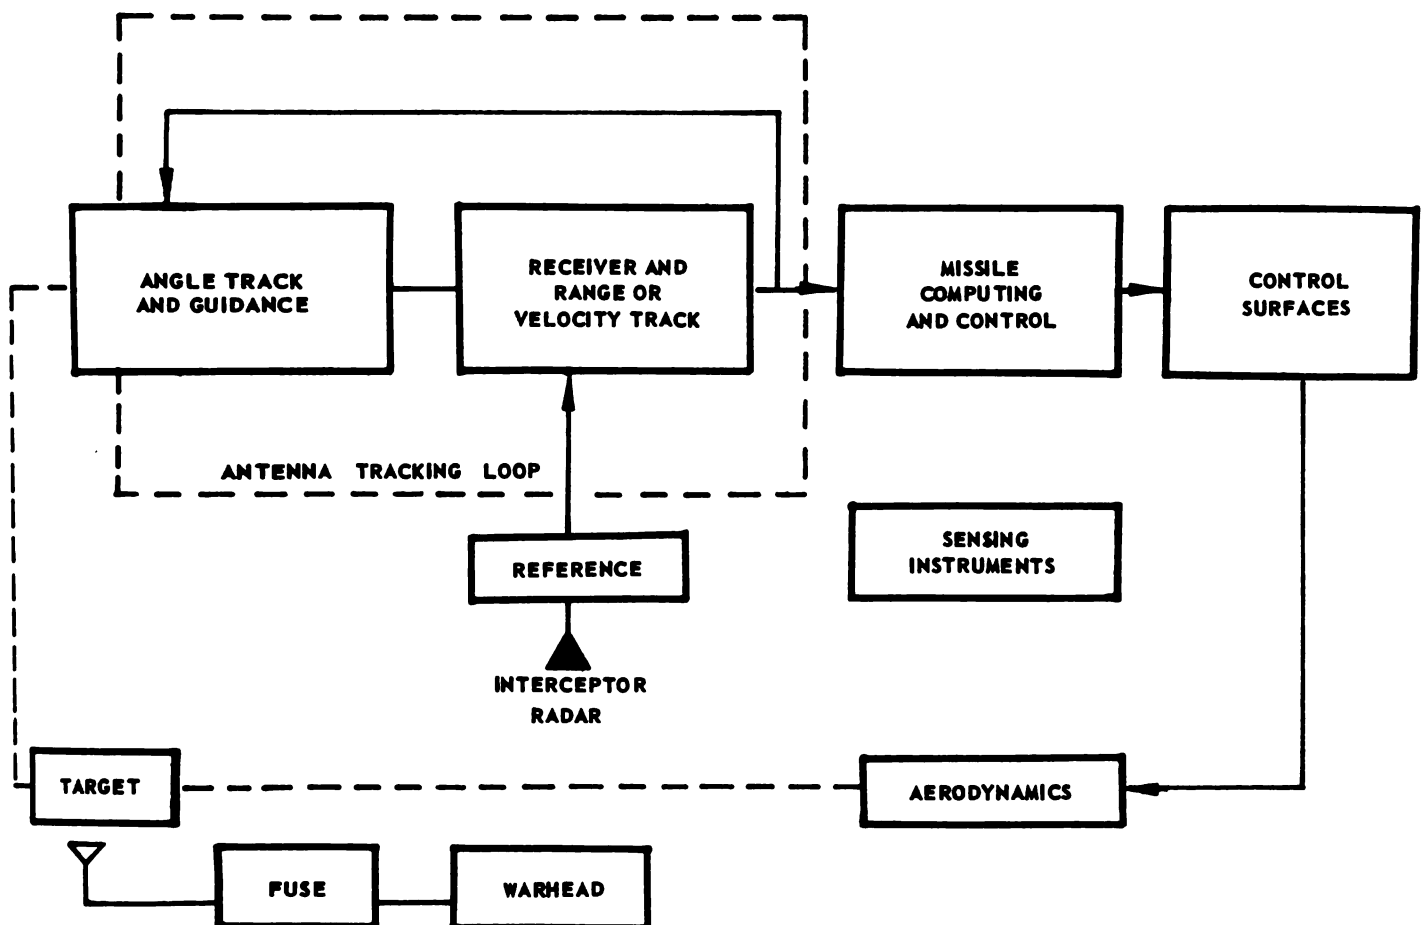 ANGLE TRACK
AND GUIDANCE
RECEIVER AND
RANGE OR
VELOCITY TRACK
MISSILE
COMPUTING
AND CONTROL
CONTROL
SURFACES
ANTENNA TRACKING LOOP
REFERENCE
SENSING
INSTRUMENTS
INTERCEPTOR
RADAR
TARGET
AERODYNAMICS
FUSE
WARHEAD